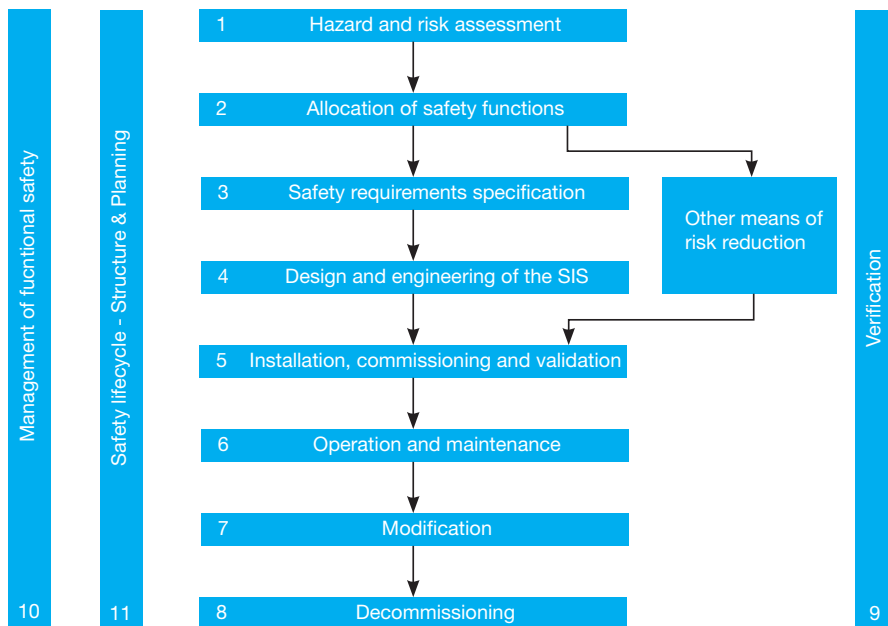 1 Hazard and risk assessment
2 Allocation of safety functions
3 Safety requirements specification
Other means of
risk reduction
4 Design and engineering of the SIS
5 Installation, commissioning and validation
6 Operation and maintenance
7 Modification
8 Decommissioning
Management of fucntional safety
10
Safety lifecycle - Structure & Planning
11
Verification
9